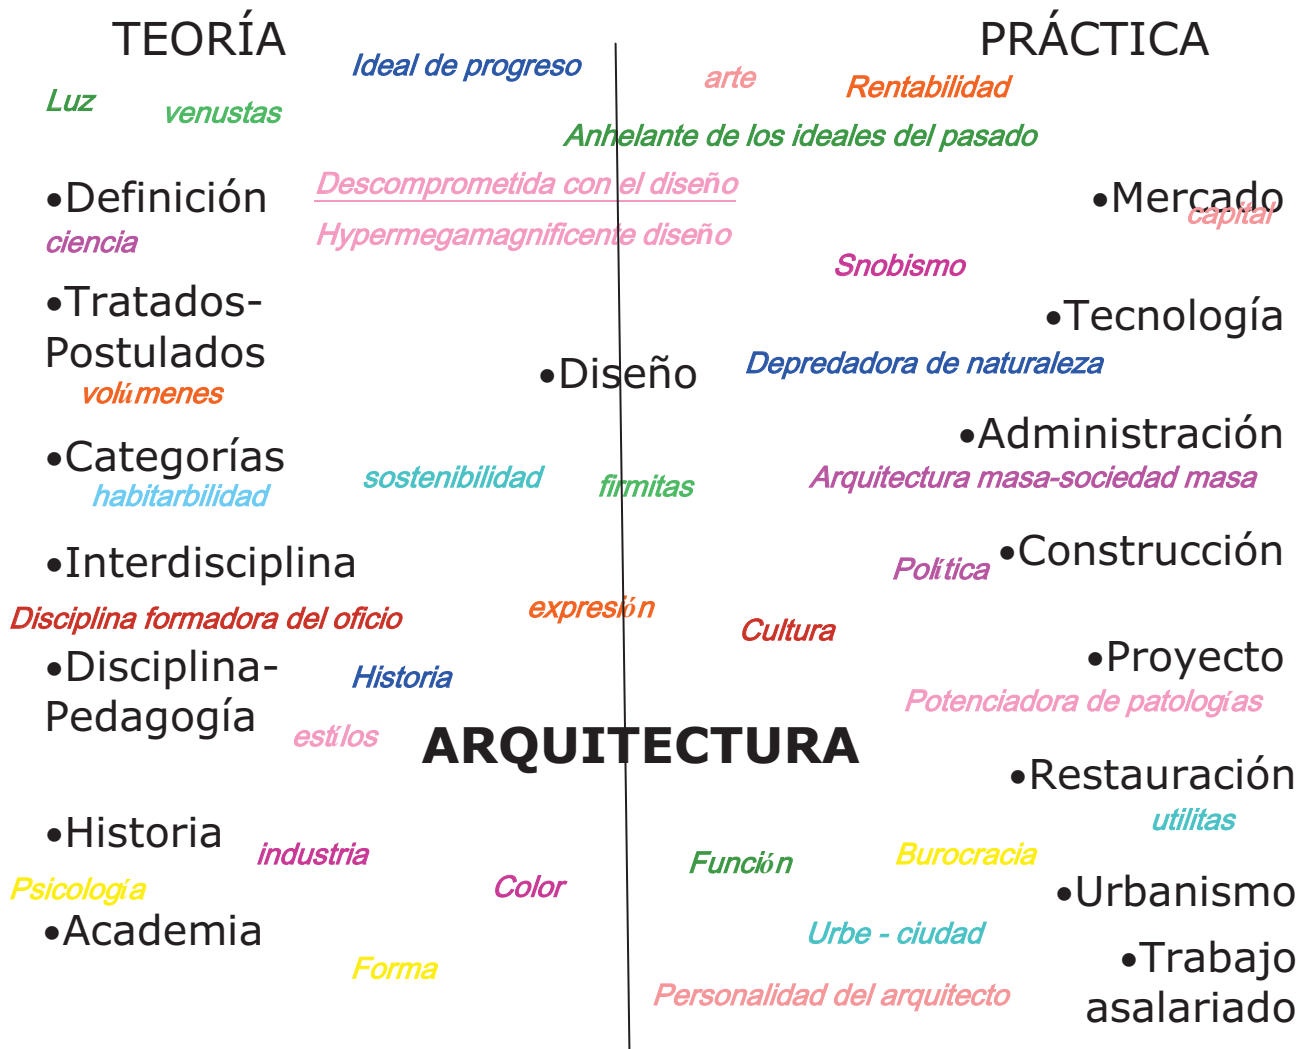 TEORÍA
PRÁCTICA
Ideal de progreso
arte
Rentabilidad
Luz
venustas
Anhelante de los ideales del pasado
Descomprometida con el diseño
•Definición
•Mercado
capital
ciencia
Hypermegamagnificente diseño
Snobismo
•Tratados-
Postulados
•Tecnología
volúmenes
•Diseño
Depredadora de naturaleza
•Categorías
•Administración
habitarbilidad
sostenibilidad
firmitas
Arquitectura masa-sociedad masa
•Interdisciplina
Política
•Construcción
Disciplina formadora del oficio
expresión
Cultura
•Disciplina-
Pedagogía
Historia
•Proyecto
Potenciadora de patologías
estílos
ARQUITECTURA
•Restauración
utilitas
•Historia
industria
Función
Burocracia
Psicología
Color
•Urbanismo
•Academia
Urbe - ciudad
Forma
•Trabajo
asalariado
Personalidad del arquitecto